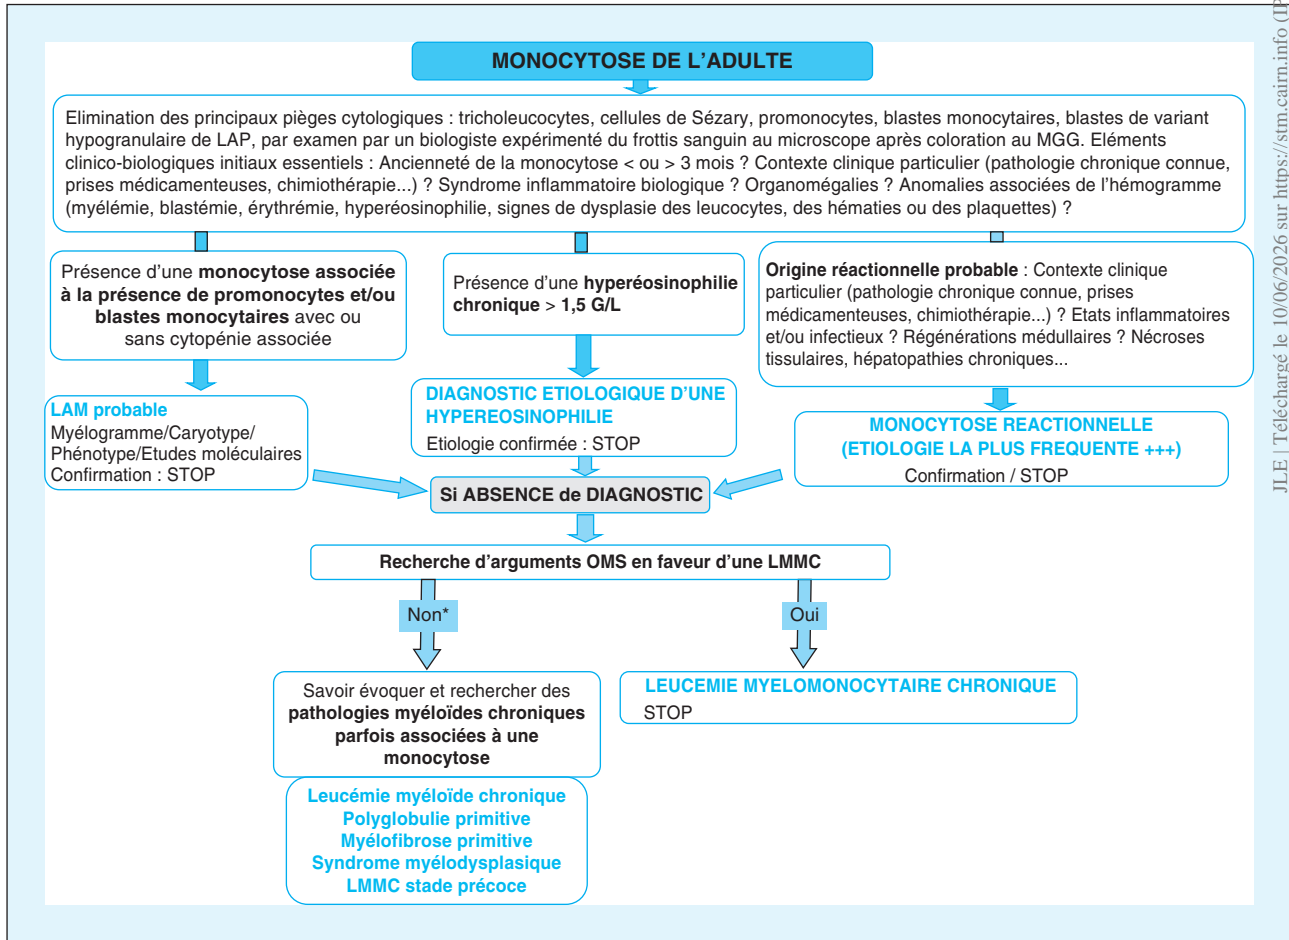 MONOCYTOSE DE L'ADULTE
Elimination des principaux pièges cytologiques : tricholeucocytes, cellules de Sézary, promonocytes, blastes monocytaires, blastes de variant
hypogranulaire de LAP, par examen par un biologiste expérimenté du frottis sanguin au microscope après coloration au MGG. Eléments
clinico-biologiques initiaux essentiels : Ancienneté de la monocytose < ou > 3 mois ? Contexte clinique particulier (pathologie chronique connue,
prises médicamenteuses, chimiothérapie...) ? Syndrome inflammatoire biologique ? Organomégalies ? Anomalies associées de l'hémogramme
(myélémie, blastémie, érythrémie, hyperéosinophilie, signes de dysplasie des leucocytes, des hématies ou des plaquettes) ?
Présence d'une monocytose associée
à la présence de promonocytes et/ou
blastes monocytaires avec ou
sans cytopénie associée
Présence d'une hyperéosinophilie
chronique > 1,5 G/L
Origine réactionnelle probable : Contexte clinique
particulier (pathologie chronique connue, prises
médicamenteuses, chimiothérapie...) ? Etats inflammatoires
et/ou infectieux ? Régénérations médullaires ? Nécroses
tissulaires, hépatopathies chroniques...
LAM probable
Myélogramme/Caryotype/
Phénotype/Etudes moléculaires
Confirmation : STOP
DIAGNOSTIC ETIOLOGIQUE D'UNE
HYPEREOSINOPHILIE
Etiologie confirmée : STOP
MONOCYTOSE REACTIONNELLE
(ETIOLOGIE LA PLUS FREQUENTE +++)
Confirmation / STOP
Si ABSENCE de DIAGNOSTIC
Recherche d'arguments OMS en faveur d'une LMMC
Non*
Oui
Savoir évoquer et rechercher des
pathologies myéloïdes chroniques
parfois associées à une
monocytose
LEUCEMIE MYELOMONOCYTAIRE CHRONIQUE
STOP
Leucémie myéloïde chronique
Polyglobulie primitive
Myélofibrose primitive
Syndrome myélodysplasique
LMMC stade précoce
JLE | Téléchargé le 10/06/2026 sur https://stm.cairn.info